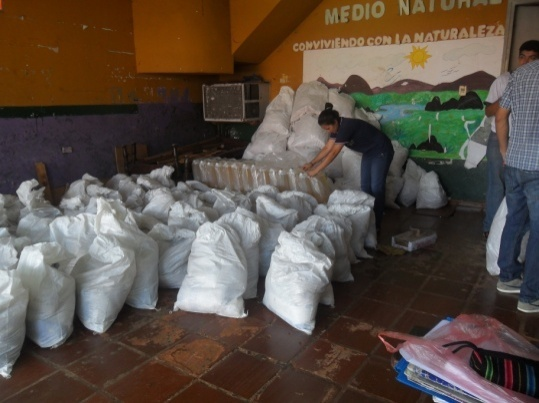 MEDIO NATURAL
CONVIVIENDO CON LA NATURALEZA